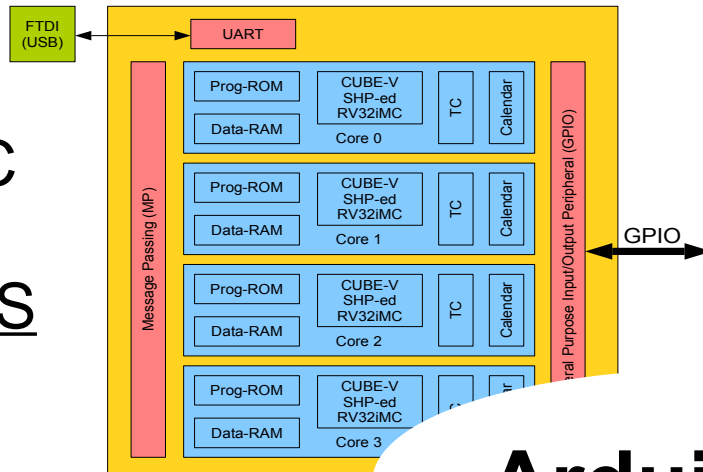 FTDI
(USB)
UART
C
S
Message Passing (MP)
Prog-ROM
Data-RAM
CUBE-V
SHP-ed
RV32iMC
Core 0
TC
Calendar
Prog-ROM
Data-RAM
CUBE-V
SHP-ed
RV32iMC
Core 1
TC
Calendar
Prog-ROM
Data-RAM
CUBE-V
SHP-ed
RV32iMC
Core 2
TC
Calendar
Prog-ROM
Data-RAM
CUBE-V
SHP-ed
RV32iMC
Core 3
eral Purpose Input/Output Peripheral (GPIO)
GPIO
Ardui